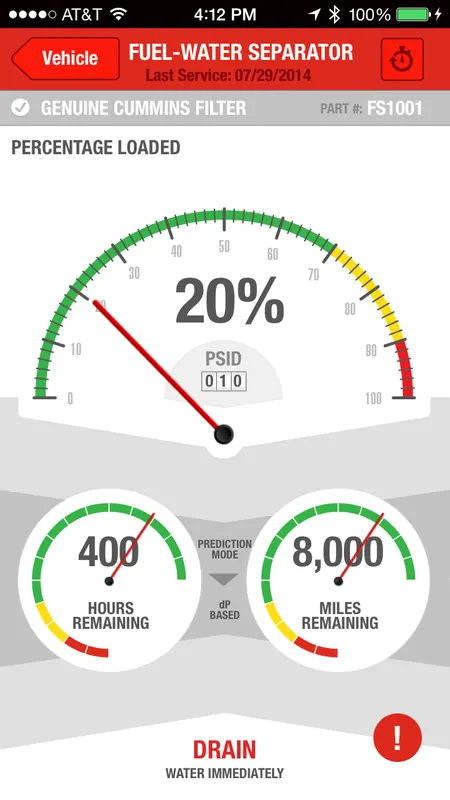 AT&T 4:12 PM 100%
Vehicle
FUEL-WATER SEPARATOR
Last Service: 07/29/2014
GENUINE CUMMINS FILTER PART #: FS1001
PERCENTAGE LOADED
0
10
20
30
40
50
60
70
80
90
100
20%
PSID
010
400
HOURS
REMAINING
PREDICTION
MODE
dP
BASED
8,000
MILES
REMAINING
!
DRAIN
WATER IMMEDIATELY